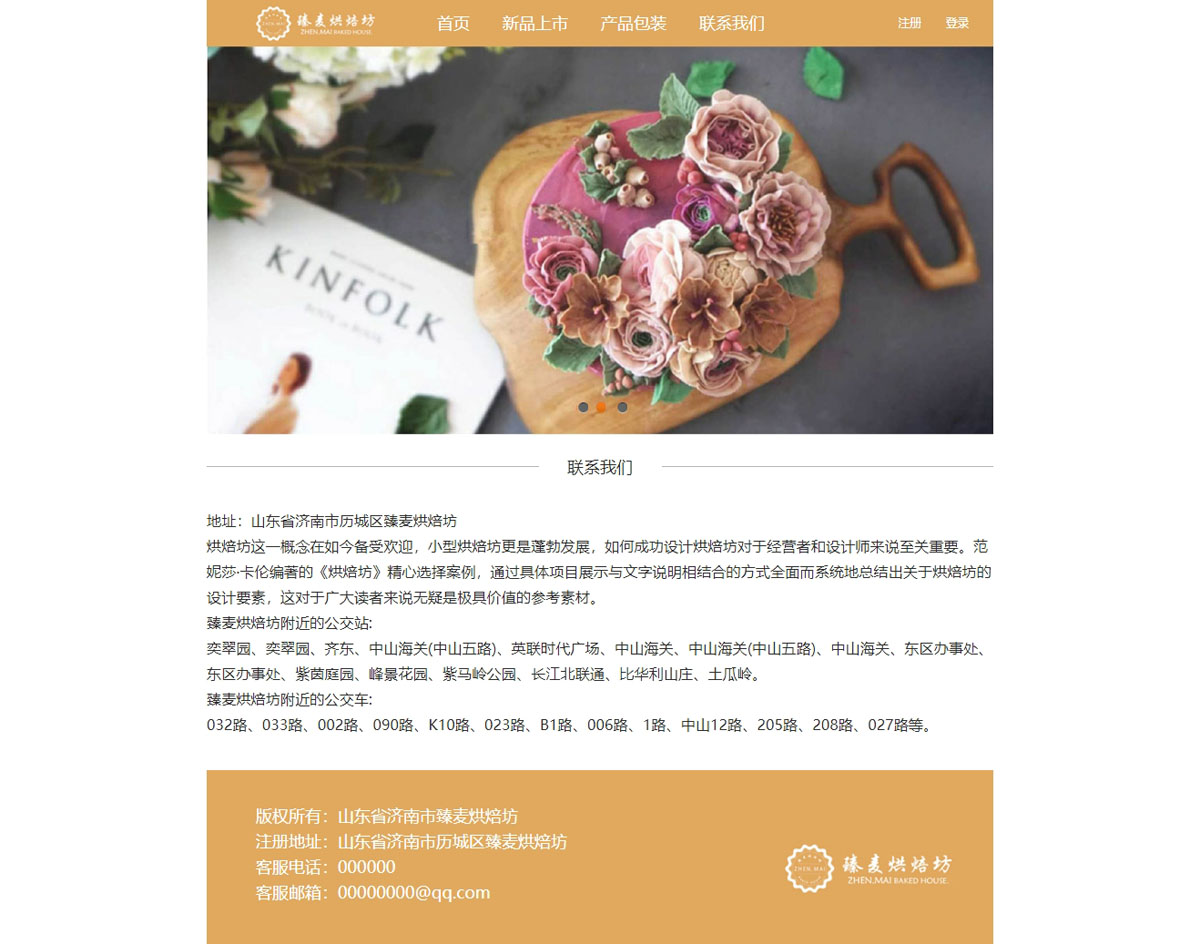 臻麦烘焙坊
ZHEN.MAI BAKED HOUSE
首页 新品上市 产品包装 联系我们 注册 登录
KINFOLK
联系我们
地址：山东省济南市历城区臻麦烘焙坊
烘焙坊这一概念在如今备受欢迎，小型烘焙坊更是蓬勃发展，如何成功设计烘焙坊对于经营者和设计师来说至关重要。范
妮莎·卡伦编著的《烘焙坊》精心选择案例，通过具体项目展示与文字说明相结合的方式全面而系统地总结出关于烘焙坊的
设计要素，这对于广大读者来说无疑是极具价值的参考素材。
臻麦烘焙坊附近的公交站:
奕翠园、奕翠园、齐东、中山海关(中山五路)、英联时代广场、中山海关、中山海关(中山五路)、中山海关、东区办事处、
东区办事处、紫茵庭园、峰景花园、紫马岭公园、长江北联通、比华利山庄、土瓜岭。
臻麦烘焙坊附近的公交车:
032路、033路、002路、090路、K10路、023路、B1路、006路、1路、中山12路、205路、208路、027路等。
版权所有：山东省济南市臻麦烘焙坊
注册地址：山东省济南市历城区臻麦烘焙坊
客服电话：000000
客服邮箱：00000000@qq.com
ZHEN MAI
臻麦烘焙坊
ZHEN.MAI BAKED HOUSE.